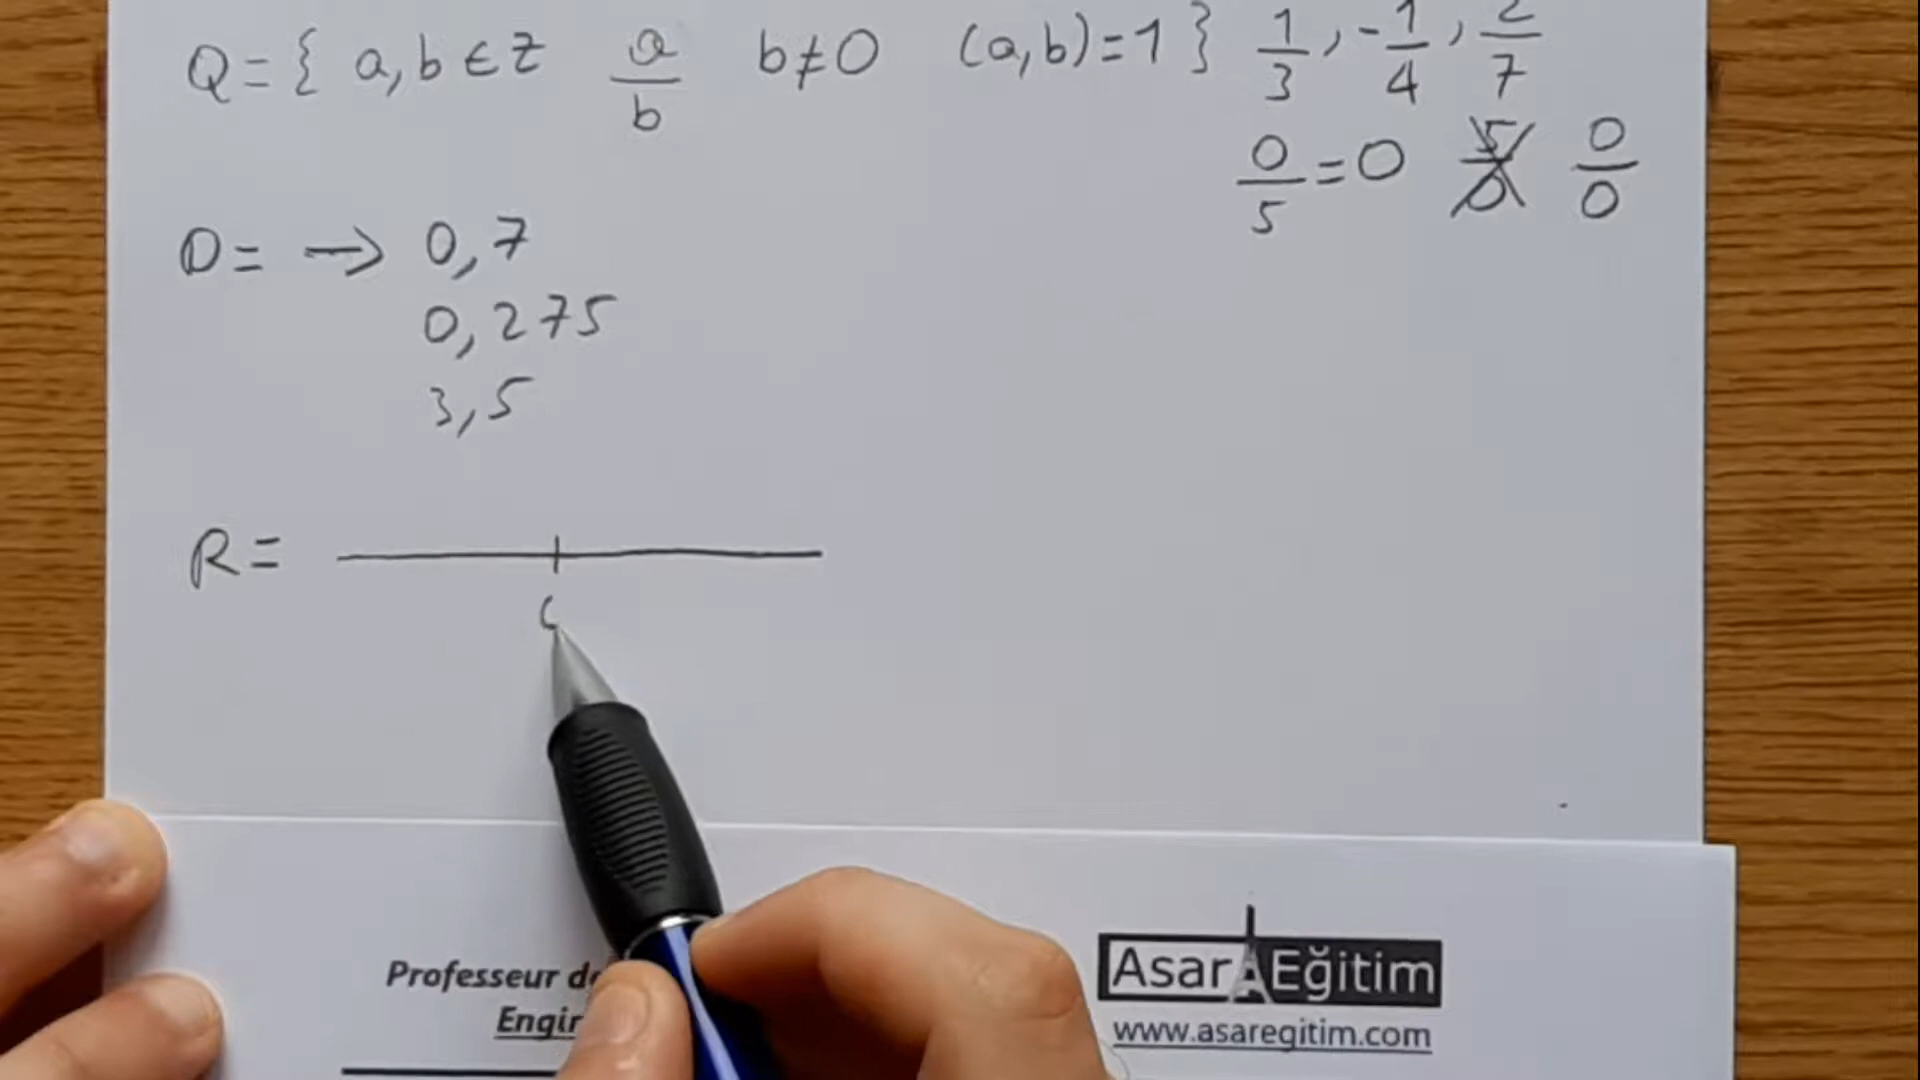 Q = { a, b ∈ Z a/b b ≠ 0 (a,b) = 1 } 1/3, -1/4, 2/7
0/5 = 0 5/0 0/0
D = → 0,7
0,275
3,5
R =
Professeur
Asar Eğitim
www.asaregitim.com